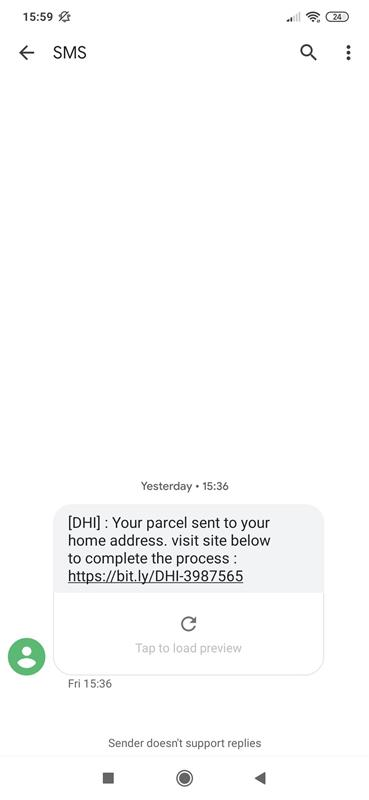 15:59
24
SMS
Yesterday • 15:36
[DHI] : Your parcel sent to your
home address. visit site below
to complete the process :
https://bit.ly/DHI-3987565
Tap to load preview
Fri 15:36
Sender doesn't support replies